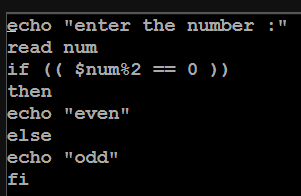 echo "enter the number :"
read num
if (( $num%2 == 0 ))
then
echo "even"
else
echo "odd"
fi